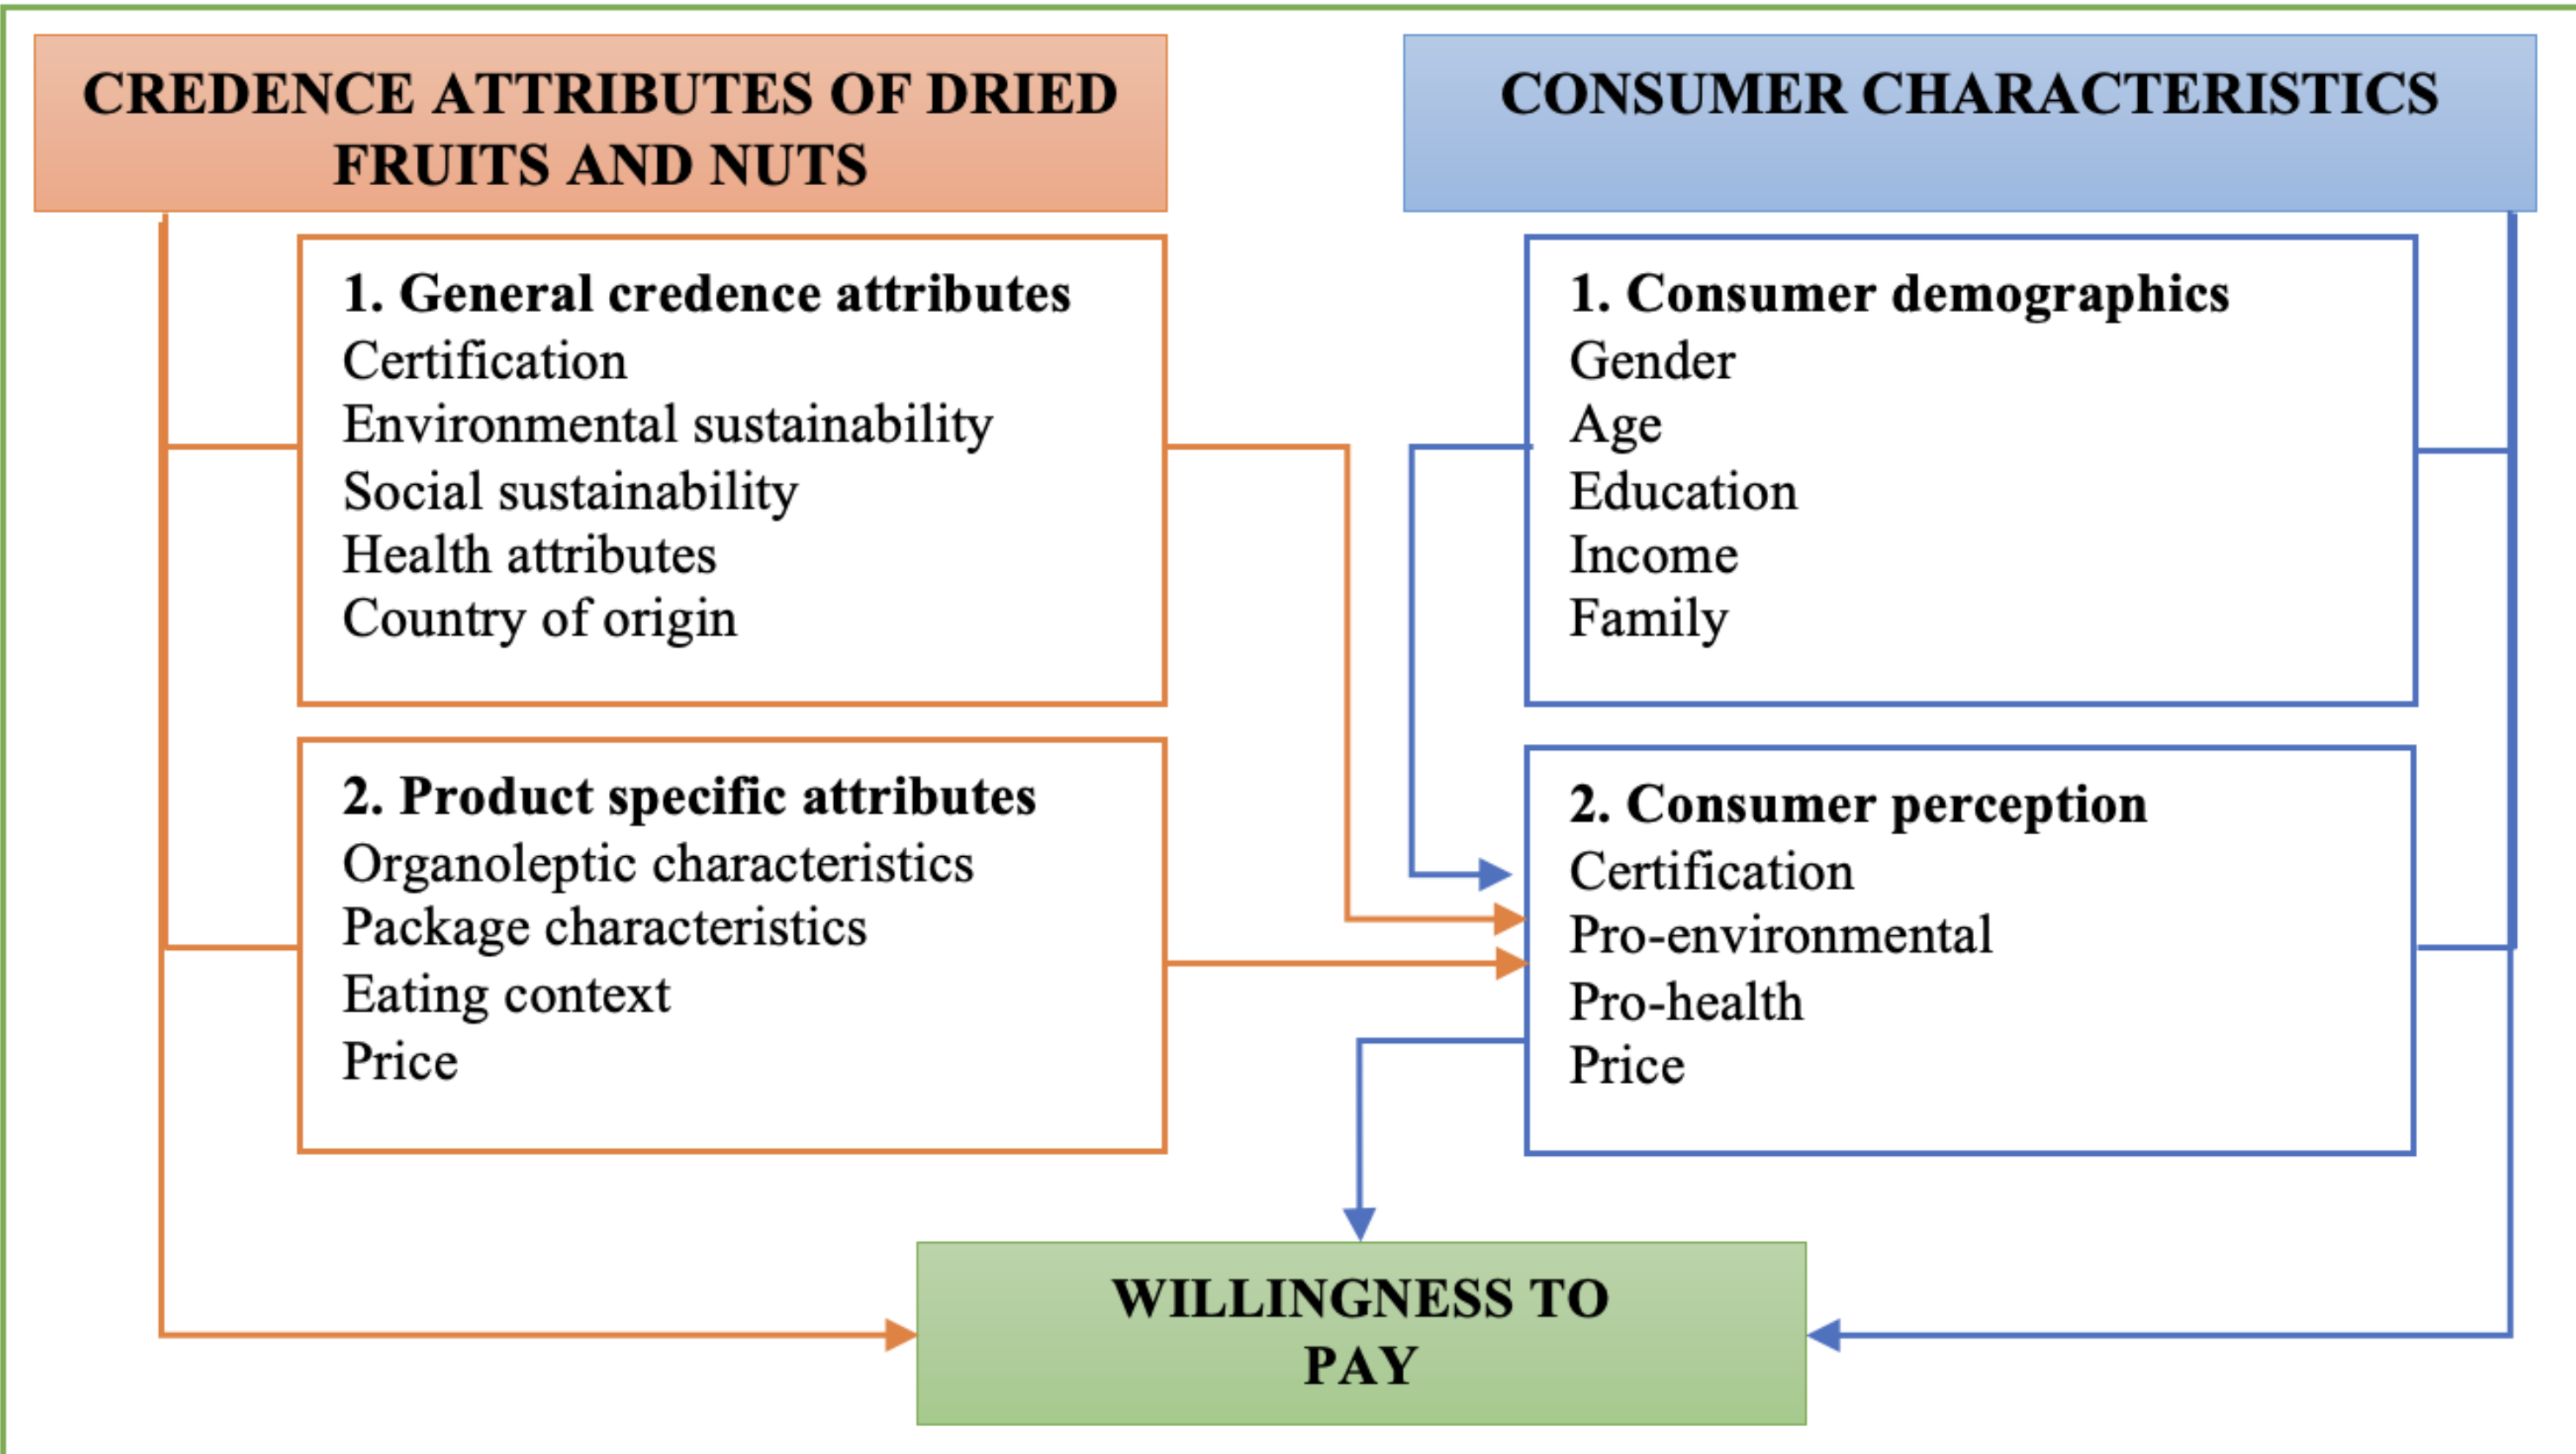 CREDENCE ATTRIBUTES OF DRIED
FRUITS AND NUTS
1. General credence attributes
Certification
Environmental sustainability
Social sustainability
Health attributes
Country of origin
2. Product specific attributes
Organoleptic characteristics
Package characteristics
Eating context
Price
CONSUMER CHARACTERISTICS
1. Consumer demographics
Gender
Age
Education
Income
Family
2. Consumer perception
Certification
Pro-environmental
Pro-health
Price
WILLINGNESS TO
PAY